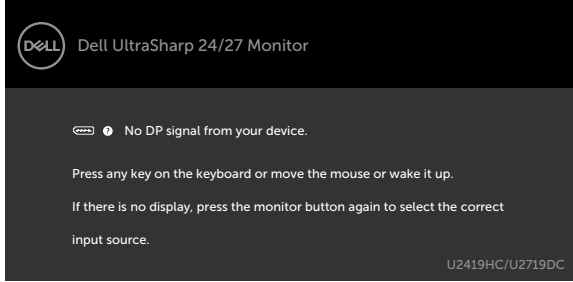 DELL Dell UltraSharp 24/27 Monitor
? No DP signal from your device.
Press any key on the keyboard or move the mouse or wake it up.
If there is no display, press the monitor button again to select the correct
input source.
U2419HC/U2719DC